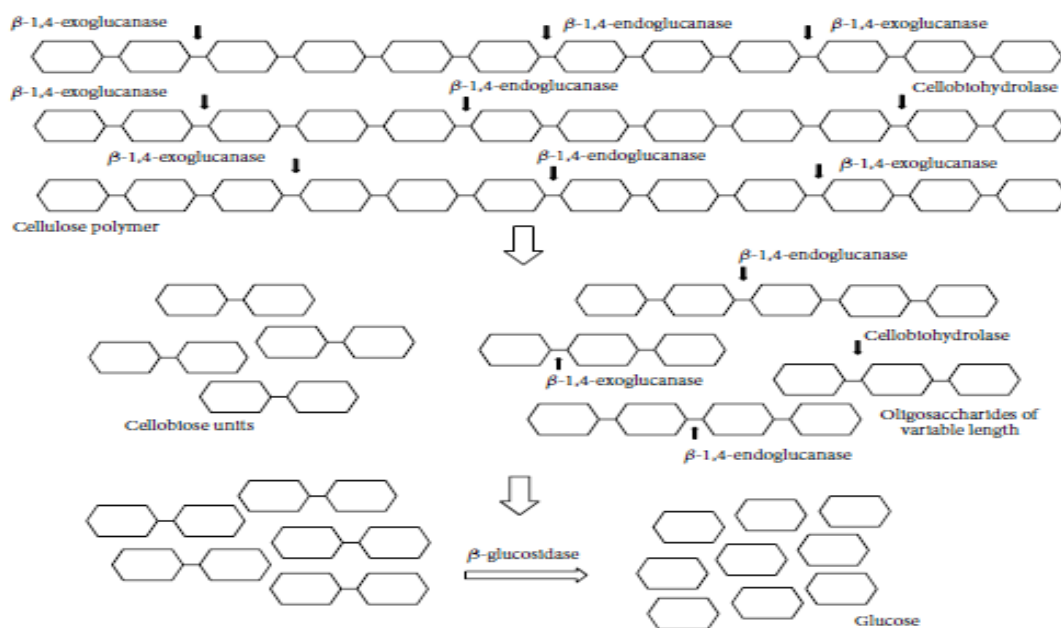 β-1,4-exoglucanase
β-1,4-endoglucanase
β-1,4-exoglucanase
Cellobiohydrolase
β-1,4-exoglucanase
β-1,4-endoglucanase
β-1,4-exoglucanase
β-1,4-endoglucanase
β-1,4-exoglucanase
Cellulose polymer
β-1,4-endoglucanase
Cellobiohydrolase
β-1,4-exoglucanase
Cellobiose units
Oligosaccharides of
variable length
β-1,4-endoglucanase
β-glucosidase
Glucose